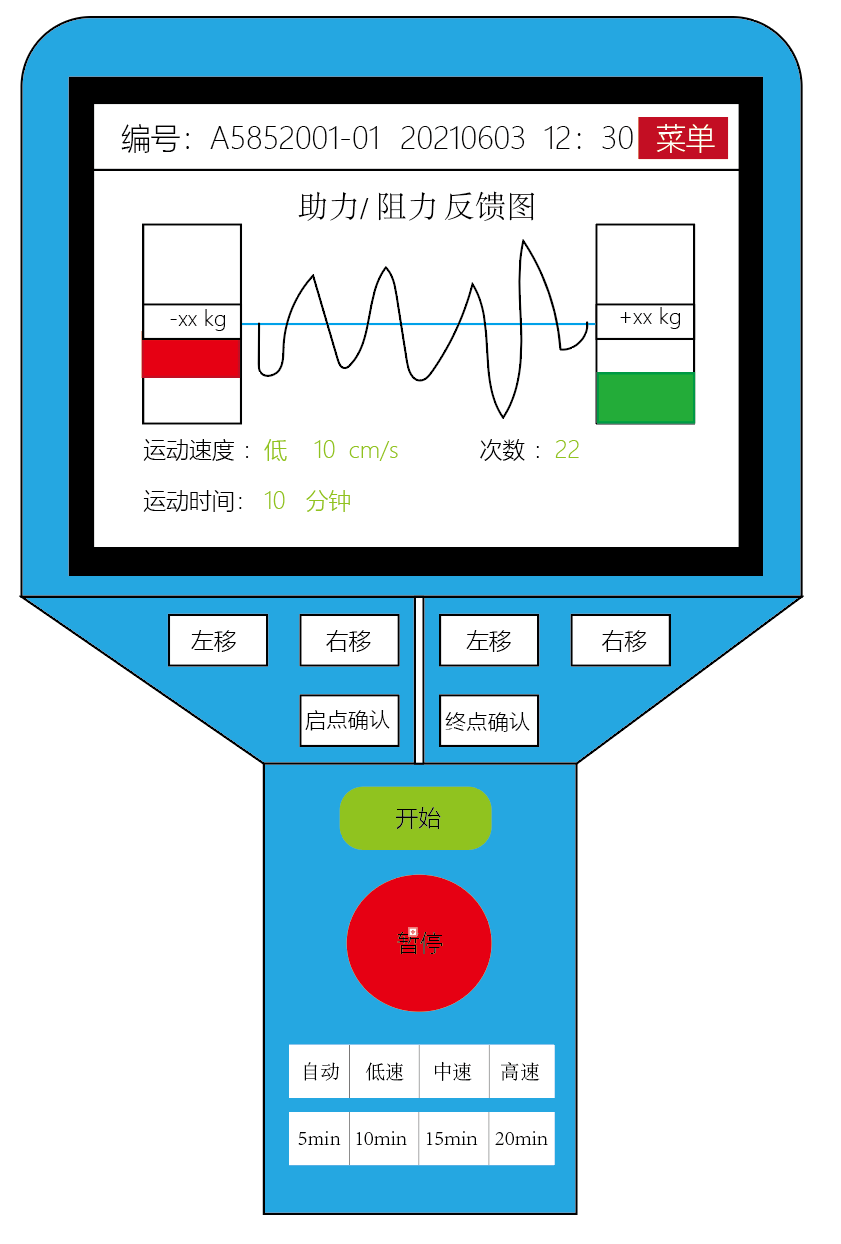 编号：A5852001-01 20210603 12：30 菜单
助力/ 阻力 反馈图
-xx kg +xx kg
运动速度 ：低 10 cm/s 次数 ：22
运动时间： 10 分钟
左移 右移 左移 右移
启点确认 终点确认
开始
暂停
自动 低速 中速 高速
5min 10min 15min 20min